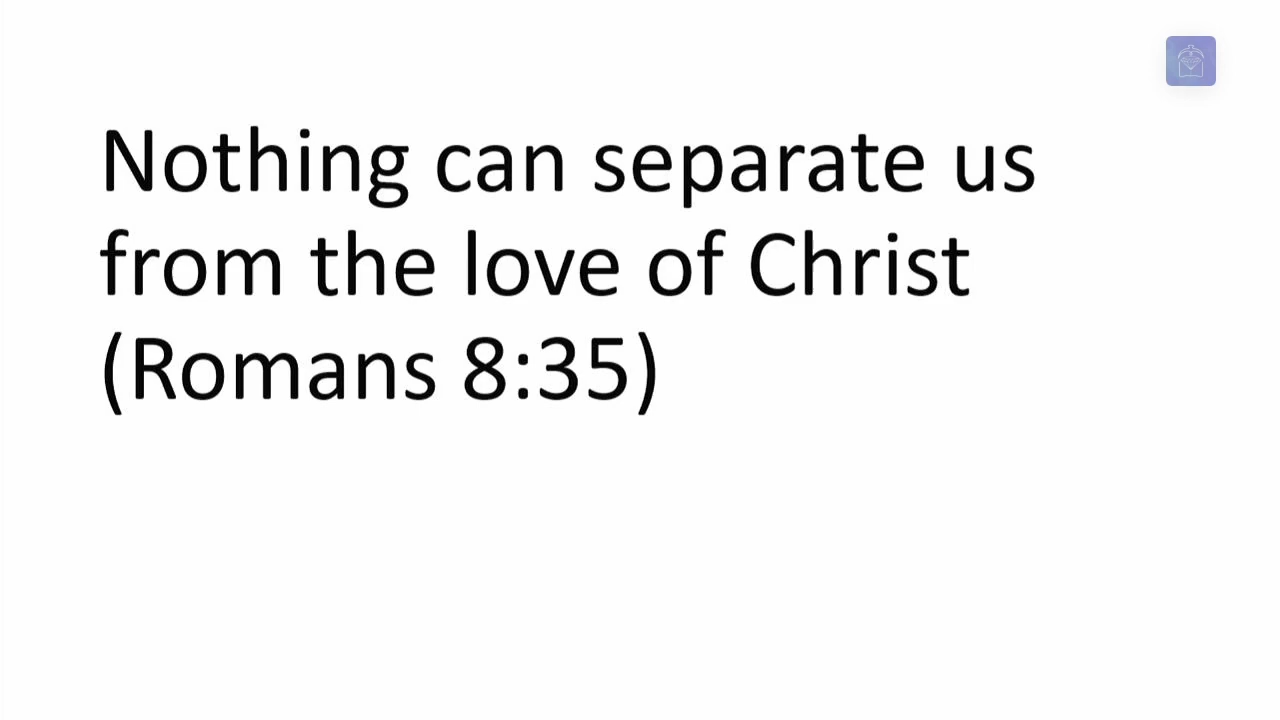 Nothing can separate us
from the love of Christ
(Romans 8:35)